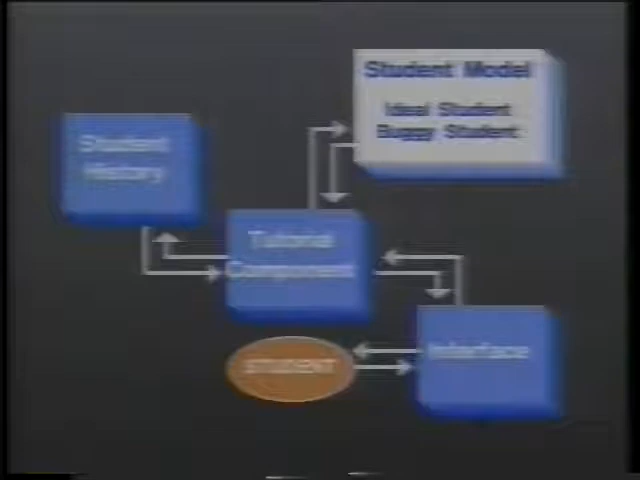 Student Model
Ideal Student
Buggy Student
Student
History
Tutorial
Component
Interface
STUDENT